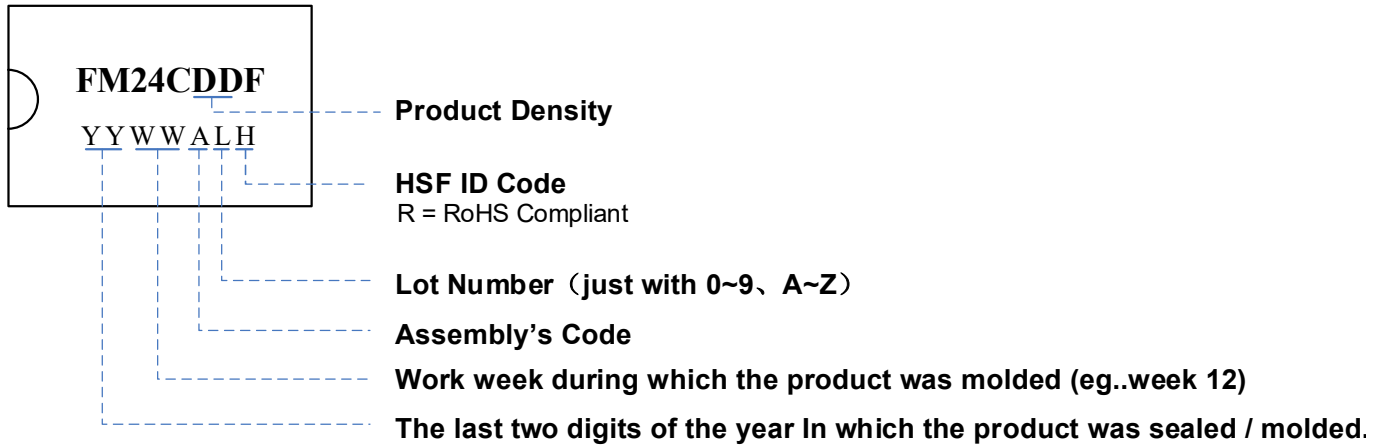 FM24CDDF
YYWWALH
Product Density
HSF ID Code
R = RoHS Compliant
Lot Number（just with 0~9、A~Z）
Assembly’s Code
Work week during which the product was molded (eg..week 12)
The last two digits of the year In which the product was sealed / molded.